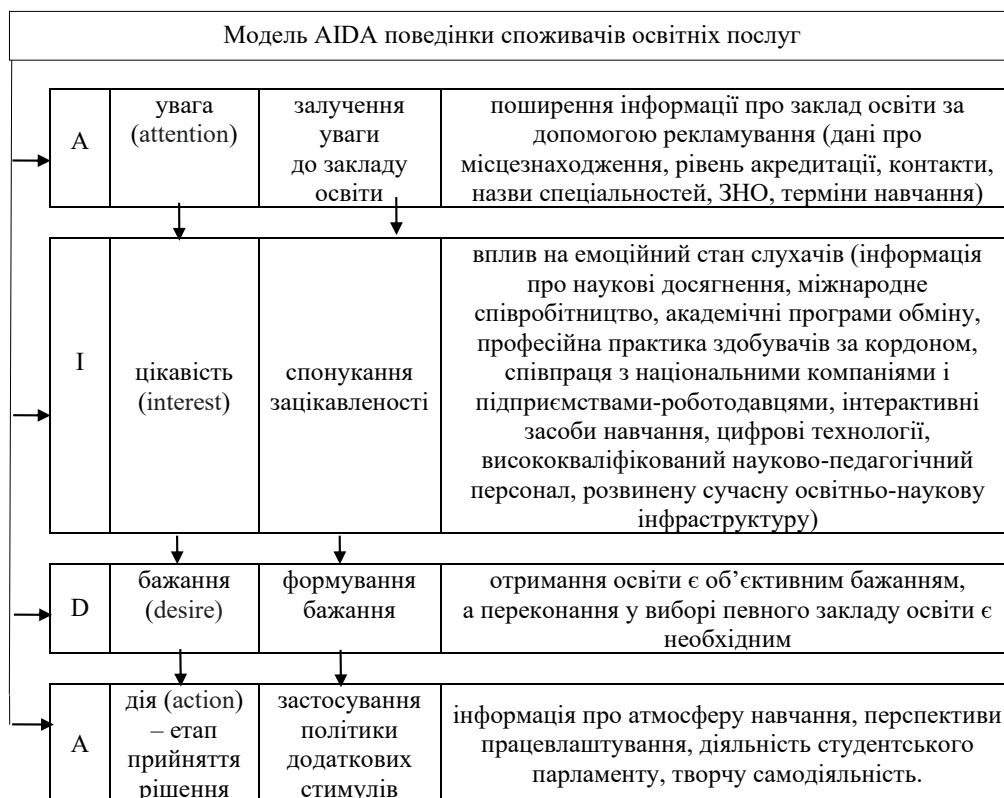 Модель AIDA поведінки споживачів освітніх послуг
A
увага
(attention)
залучення
уваги
до закладу
освіти
поширення інформації про заклад освіти за
допомогою рекламування (дані про
місцезнаходження, рівень акредитації, контакти,
назви спеціальностей, ЗНО, терміни навчання)
I
цікавість
(interest)
спонукання
зацікавленості
вплив на емоційний стан слухачів (інформація
про наукові досягнення, міжнародне
співробітництво, академічні програми обміну,
професійна практика здобувачів за кордоном,
співпраця з національними компаніями і
підприємствами-роботодавцями, інтерактивні
засоби навчання, цифрові технології,
висококваліфікований науково-педагогічний
персонал, розвинену сучасну освітньо-наукову
інфраструктуру)
D
бажання
(desire)
формування
бажання
отримання освіти є об’єктивним бажанням,
а переконання у виборі певного закладу освіти є
необхідним
A
дія (action)
– етап
прийняття
рішення
застосування
політики
додаткових
стимулів
інформація про атмосферу навчання, перспективи
працевлаштування, діяльність студентського
парламенту, творчу самодіяльність.